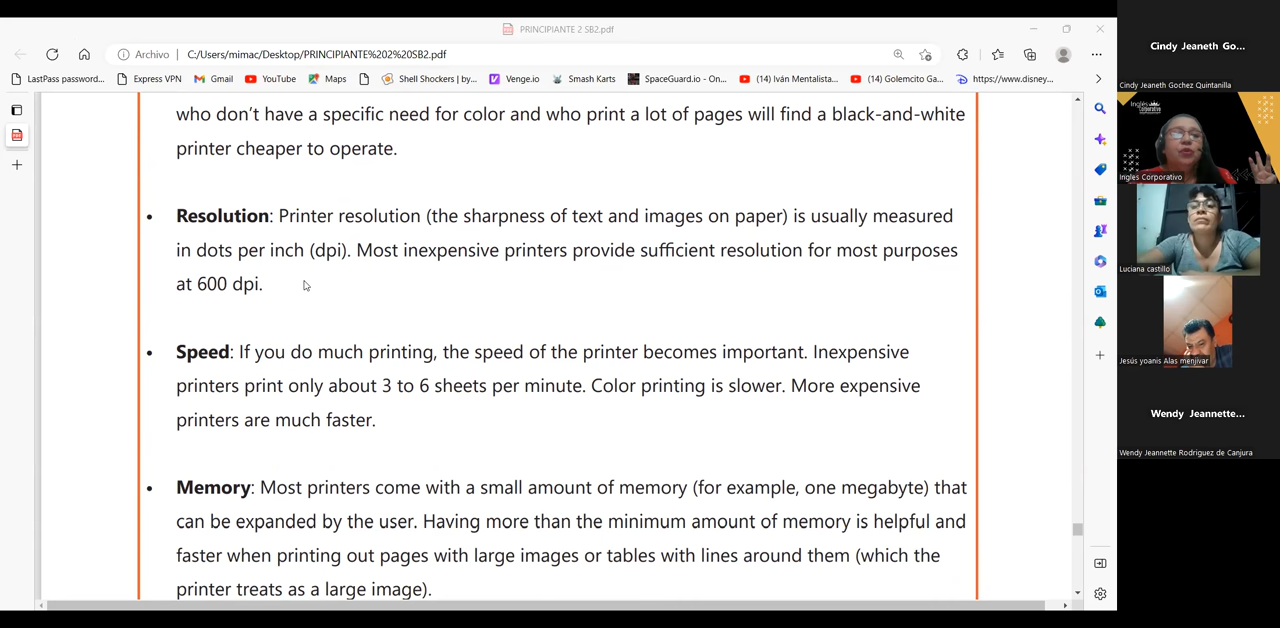 PRINCIPIANTE 2 SB2.pdf
Archivo
C:/Users/mimac/Desktop/PRINCIPIANTE%202%20SB2.pdf
LastPass password...
Express VPN
Gmail
YouTube
Maps
Shell Shockers | by...
Venge.io
Smash Karts
SpaceGuard.io - On...
(14) Iván Mentalista...
(14) Golemcito Ga...
https://www.disney...
who don't have a specific need for color and who print a lot of pages will find a black-and-white
printer cheaper to operate.
• Resolution: Printer resolution (the sharpness of text and images on paper) is usually measured
in dots per inch (dpi). Most inexpensive printers provide sufficient resolution for most purposes
at 600 dpi.
• Speed: If you do much printing, the speed of the printer becomes important. Inexpensive
printers print only about 3 to 6 sheets per minute. Color printing is slower. More expensive
printers are much faster.
• Memory: Most printers come with a small amount of memory (for example, one megabyte) that
can be expanded by the user. Having more than the minimum amount of memory is helpful and
faster when printing out pages with large images or tables with lines around them (which the
printer treats as a large image).
Cindy Jeaneth Go...
Cindy Jeaneth Gochez Quintanilla
Inglés
Corporativo
Ingles Corporativo
Luciana castillo
Jesús yoanis Alas menjivar
Wendy Jeannette...
Wendy Jeannette Rodriguez de Canjura